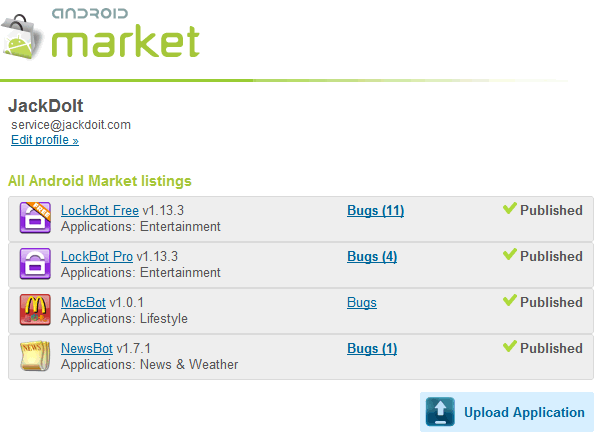 ANDROID
market
JackDoIt
service@jackdoit.com
Edit profile »
All Android Market listings
FREE
LockBot Free v1.13.3 Bugs (11) Published
Applications: Entertainment
LockBot Pro v1.13.3 Bugs (4) Published
Applications: Entertainment
MacBot v1.0.1 Bugs Published
Applications: Lifestyle
NEWS
NewsBot v1.7.1 Bugs (1) Published
Applications: News & Weather
Upload Application